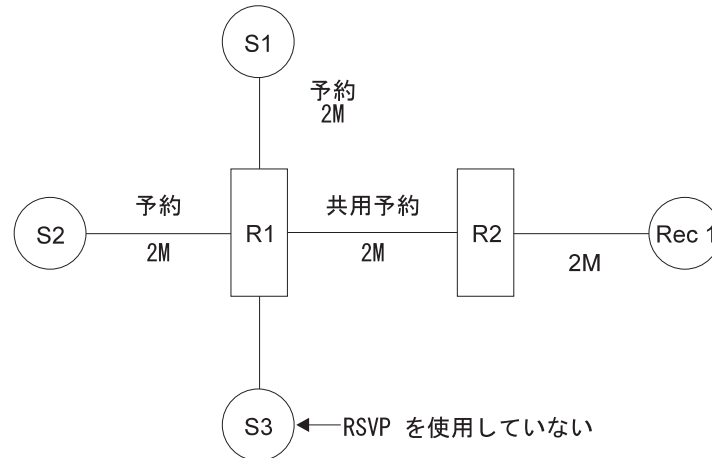 S1
予約
2M
予約
2M
共用予約
2M
S2
R1
R2
Rec 1
2M
S3
RSVP を使用していない